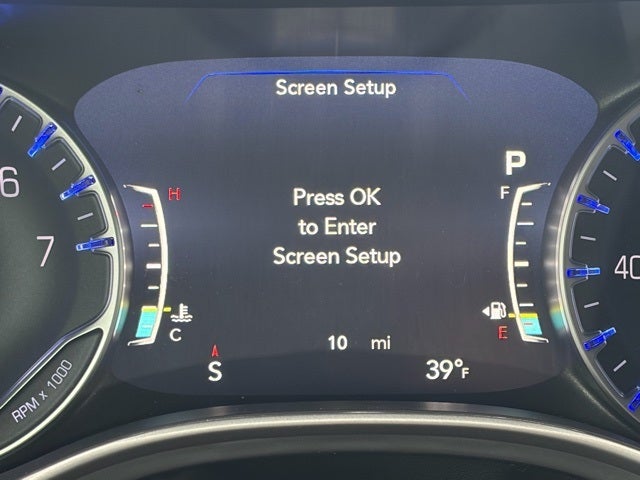 Screen Setup
P
6
H
Press OK
F
to Enter
7
Screen Setup
40
C
E
10 mi
A
S
39°F
RPM x 1000